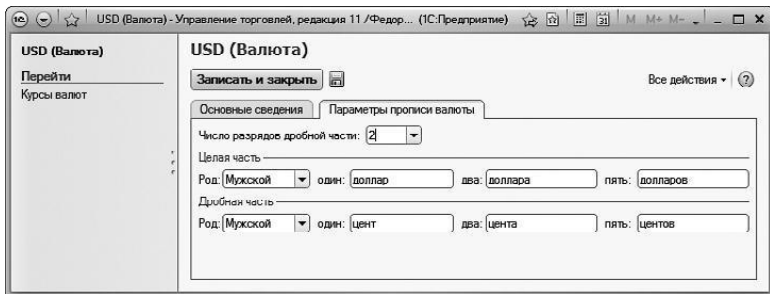 USD (Валюта) - Управление торговлей, редакция 11 /Федор... (1С:Предприятие) 31 M M+ M-
USD (Валюта)
Перейти
Курсы валют
USD (Валюта)
Записать и закрыть
Все действия ?
Основные сведения Параметры прописи валюты
Число разрядов дробной части: 2
Целая часть
Род: Мужской один: доллар два: доллара пять: долларов
Дробная часть
Род: Мужской один: цент два: цента пять: центов